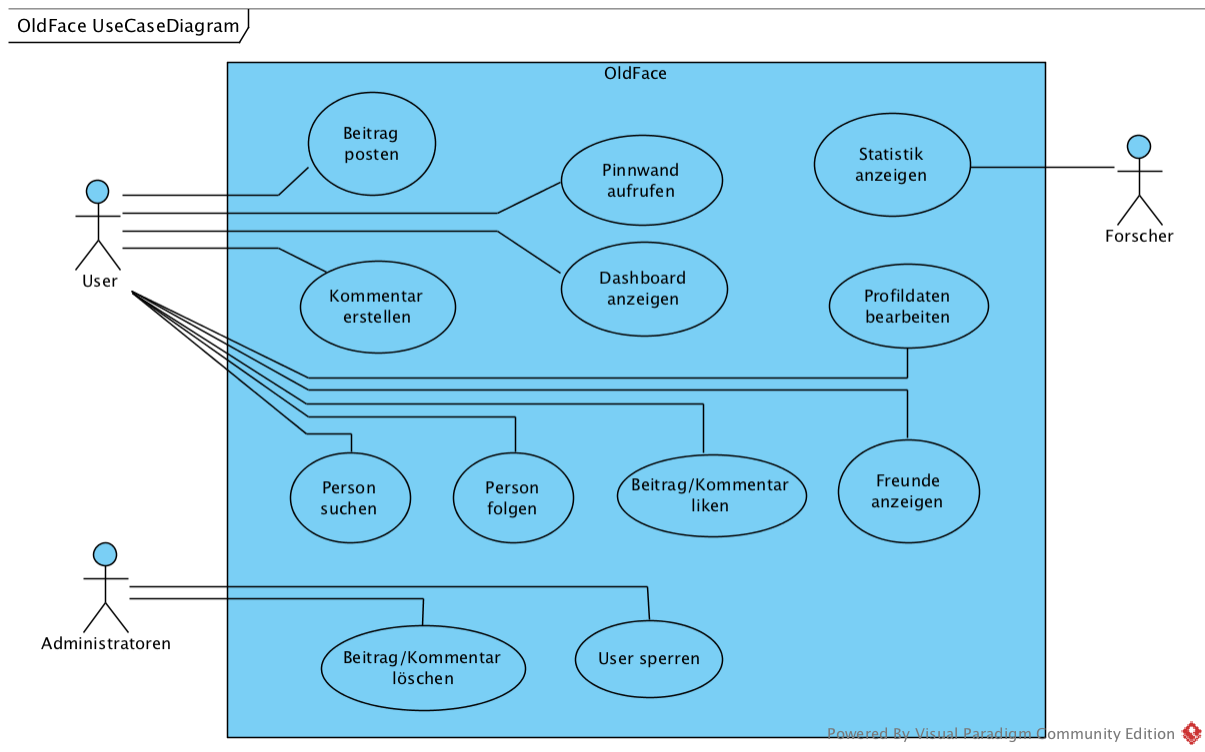 OldFace UseCaseDiagram
OldFace
Beitrag
posten
Pinnwand
aufrufen
Statistik
anzeigen
User
Forscher
Kommentar
erstellen
Dashboard
anzeigen
Profildaten
bearbeiten
Person
suchen
Person
folgen
Beitrag/Kommentar
liken
Freunde
anzeigen
Administratoren
Beitrag/Kommentar
löschen
User sperren
Powered By Visual Paradigm Community Edition